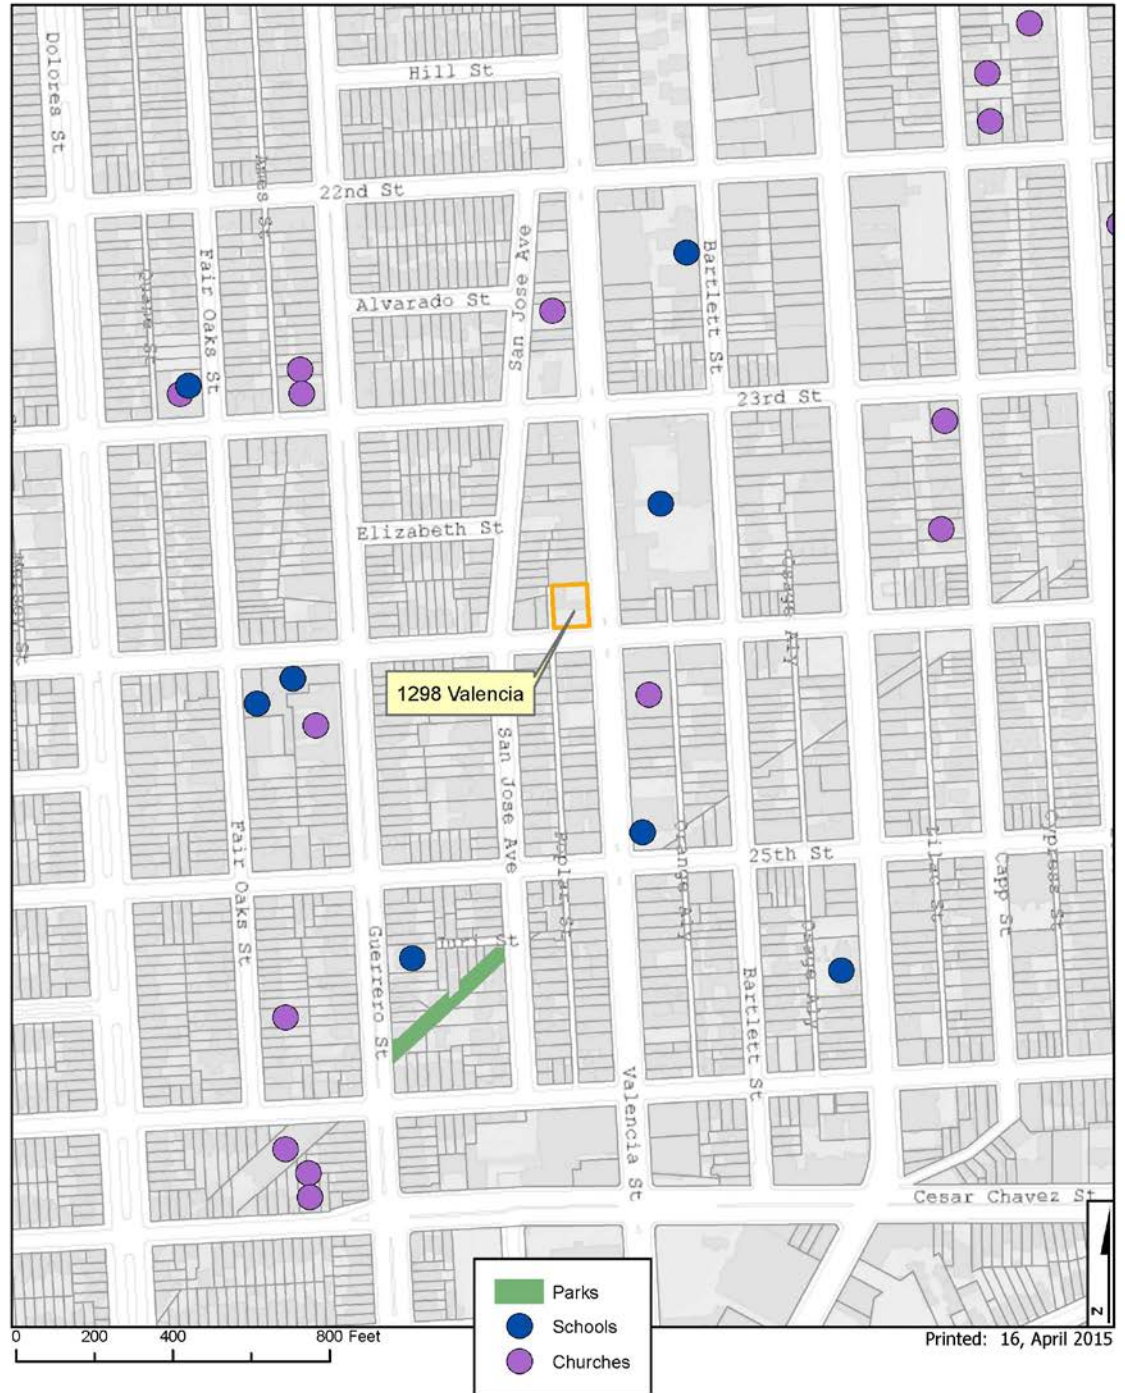 Dolores St
Hill St
Ames St
22nd St
Fair Oaks St
Quane St
San Jose Ave
Bartlett St
Alvarado St
23rd St
Elizabeth St
Osage Aly
1298 Valencia
San Jose Ave
Fair Oaks St
Poplar St
Orange Aly
25th St
Lilac St
Capp St
Cypress St
Juri St
Guerrero St
Osage Aly
Bartlett St
Valencia St
Cesar Chavez St
N
Parks
Schools
Churches
0 200 400 800 Feet
Printed: 16, April 2015